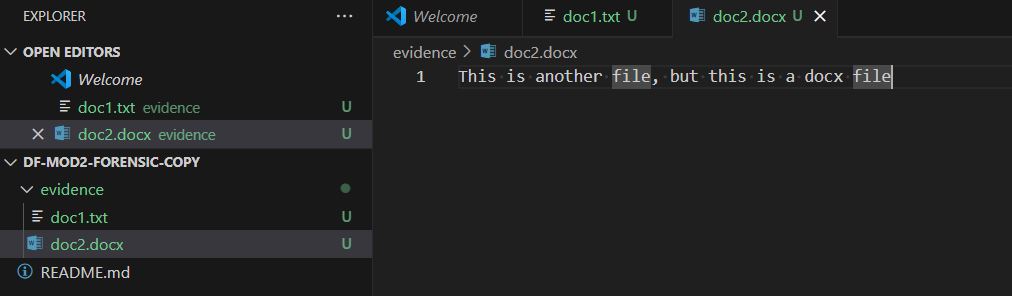 EXPLORER ...
OPEN EDITORS
Welcome
doc1.txt evidence U
doc2.docx evidence U
DF-MOD2-FORENSIC-COPY
evidence
doc1.txt U
doc2.docx U
README.md
Welcome doc1.txt U doc2.docx U
evidence > doc2.docx
1 This is another file, but this is a docx file